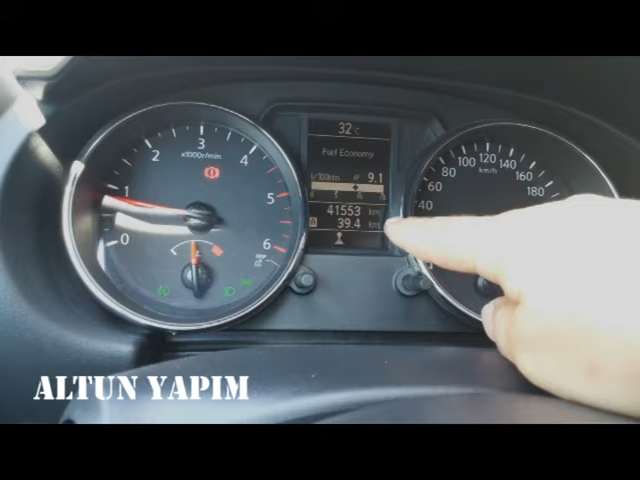 3
2
4
x1000r/min
1
5
0
6
32 C
Fuel Economy
l/100km
9.1
41553 km
A 39.4 km
100 120 140
80
160
km/h
60
180
40
ALTUN YAPIM